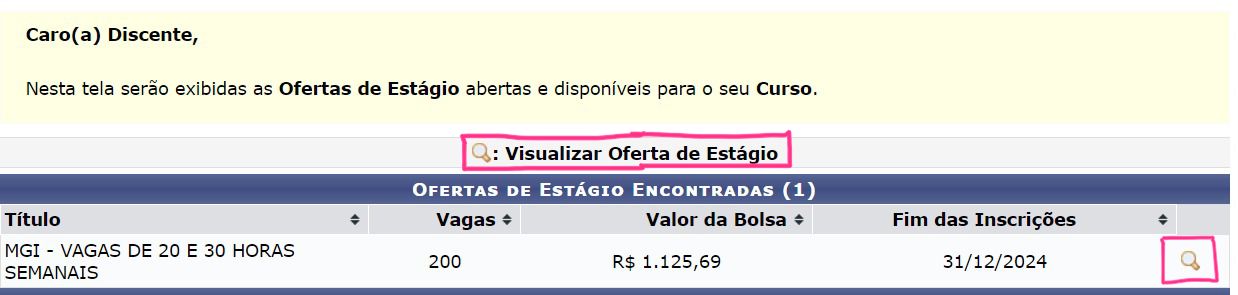 Caro(a) Discente,
Nesta tela serão exibidas as Ofertas de Estágio abertas e disponíveis para o seu Curso.
: Visualizar Oferta de Estágio
Ofertas de Estágio Encontradas (1)
Título Vagas Valor da Bolsa Fim das Inscrições
MGI - VAGAS DE 20 E 30 HORAS
SEMANAIS
200 R$ 1.125,69 31/12/2024